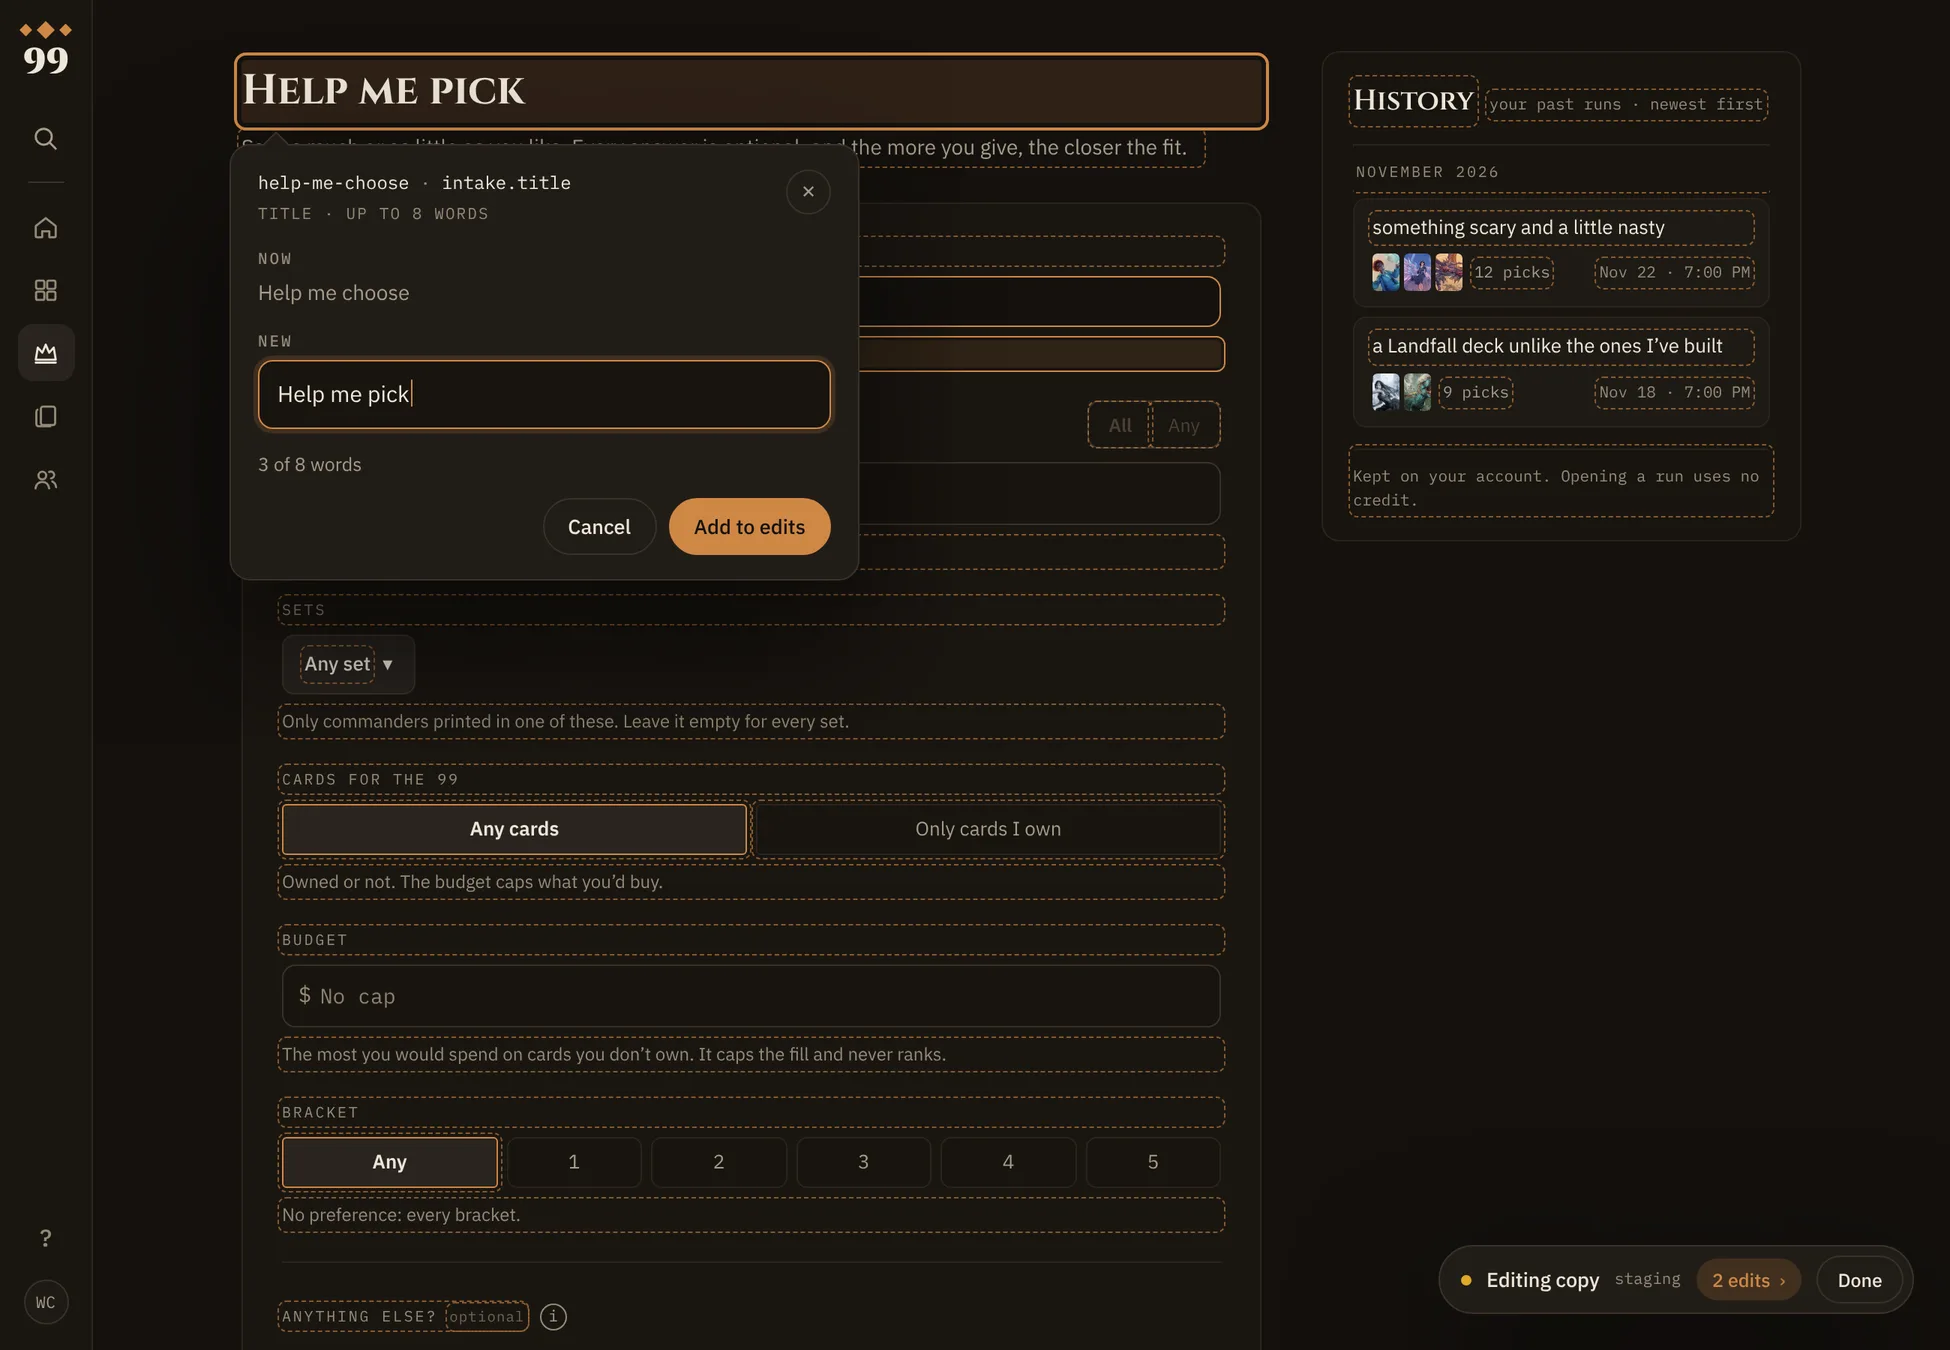 99
Help me pick
the more you give, the closer the fit.
help-me-choose · intake.title
TITLE · UP TO 8 WORDS
NOW
Help me choose
NEW
Help me pick
3 of 8 words
Cancel
Add to edits
All
Any
SETS
Any set ▼
Only commanders printed in one of these. Leave it empty for every set.
CARDS FOR THE 99
Any cards
Only cards I own
Owned or not. The budget caps what you’d buy.
BUDGET
$ No cap
The most you would spend on cards you don’t own. It caps the fill and never ranks.
BRACKET
Any
1
2
3
4
5
No preference: every bracket.
ANYTHING ELSE? optional i
History
your past runs · newest first
NOVEMBER 2026
something scary and a little nasty
12 picks
Nov 22 · 7:00 PM
a Landfall deck unlike the ones I’ve built
9 picks
Nov 18 · 7:00 PM
Kept on your account. Opening a run uses no
credit.
?
WC
Editing copy staging 2 edits › Done